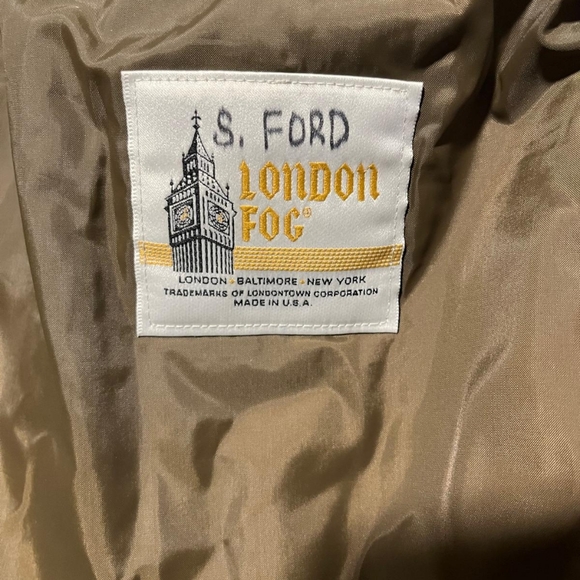 S. FORD
LONDON
FOG®
LONDON · BALTIMORE · NEW YORK
TRADEMARKS OF LONDONTOWN CORPORATION
MADE IN U.S.A.